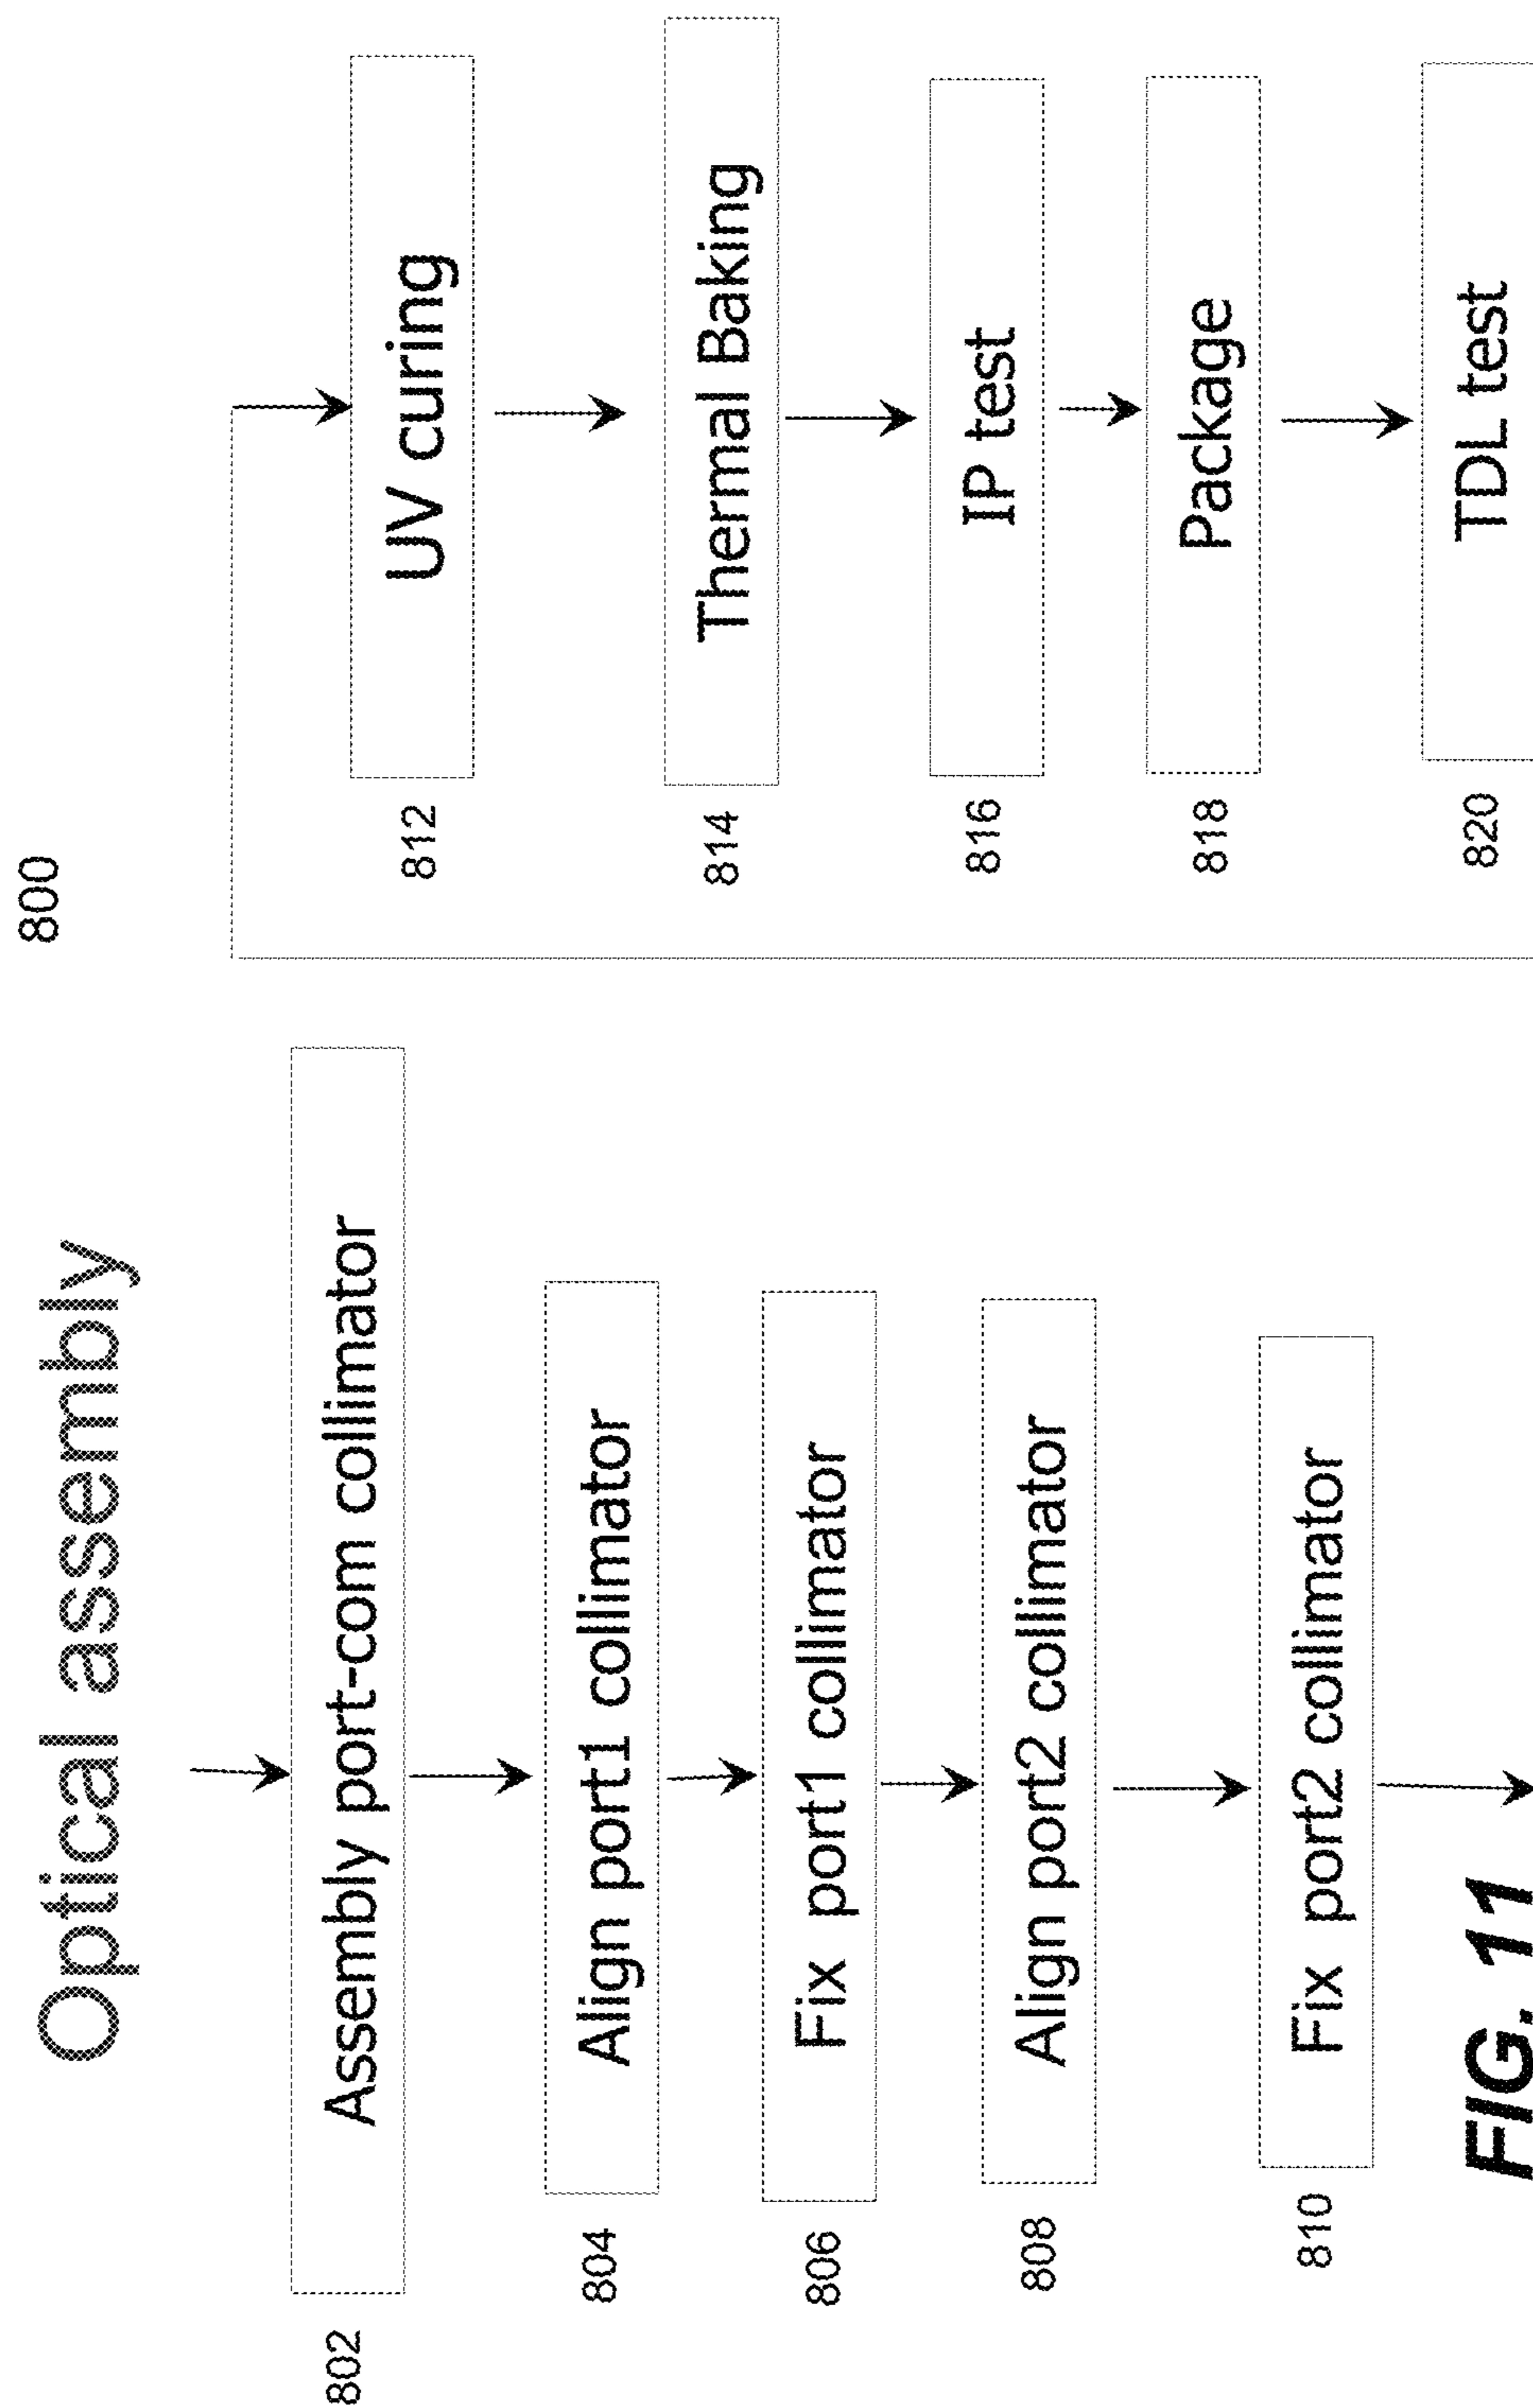 800
Optical assembly
802
Assembly port-com collimator
804
Align port1 collimator
806
Fix port1 collimator
808
Align port2 collimator
810
Fix port2 collimator
812
UV curing
814
Thermal Baking
816
IP test
818
Package
820
TDL test
FIG. 11